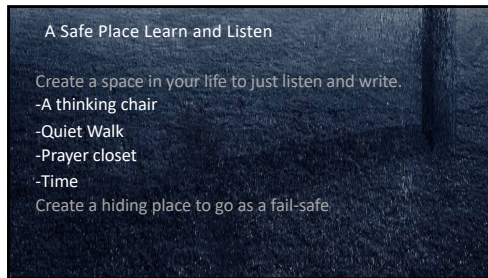 A Safe Place Learn and Listen
Create a space in your life to just listen and write.
-A thinking chair
-Quiet Walk
-Prayer closet
-Time
Create a hiding place to go as a fail-safe